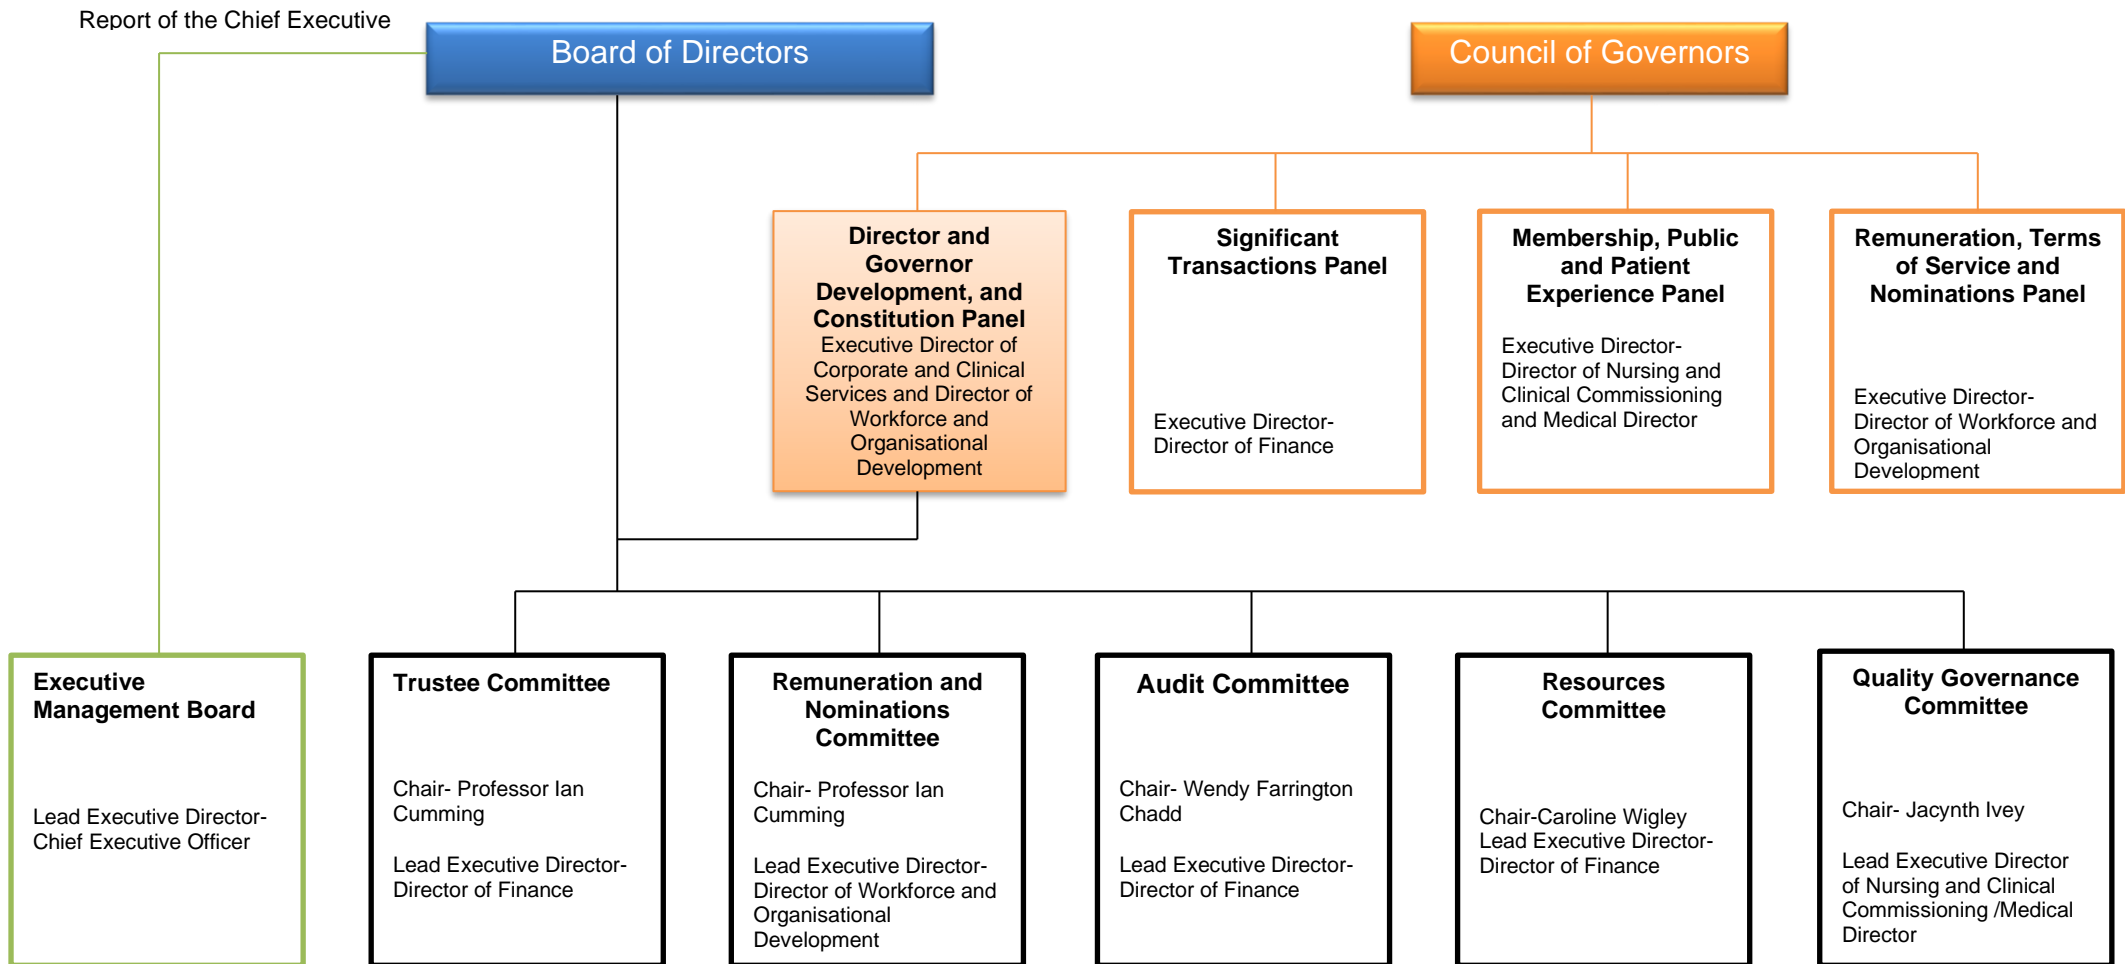 Report of the Chief Executive
Board of Directors
Council of Governors
Director and
Governor
Development, and
Constitution Panel
Executive Director of
Corporate and Clinical
Services and Director of
Workforce and
Organisational
Development
Significant
Transactions Panel
Executive Director-
Director of Finance
Membership, Public
and Patient
Experience Panel
Executive Director-
Director of Nursing and
Clinical Commissioning
and Medical Director
Remuneration, Terms
of Service and
Nominations Panel
Executive Director-
Director of Workforce and
Organisational
Development
Executive
Management Board
Lead Executive Director-
Chief Executive Officer
Trustee Committee
Chair- Professor Ian
Cumming
Lead Executive Director-
Director of Finance
Remuneration and
Nominations
Committee
Chair- Professor Ian
Cumming
Lead Executive Director-
Director of Workforce and
Organisational
Development
Audit Committee
Chair- Wendy Farrington
Chadd
Lead Executive Director-
Director of Finance
Resources
Committee
Chair-Caroline Wigley
Lead Executive Director-
Director of Finance
Quality Governance
Committee
Chair- Jacynth Ivey
Lead Executive Director
of Nursing and Clinical
Commissioning /Medical
Director